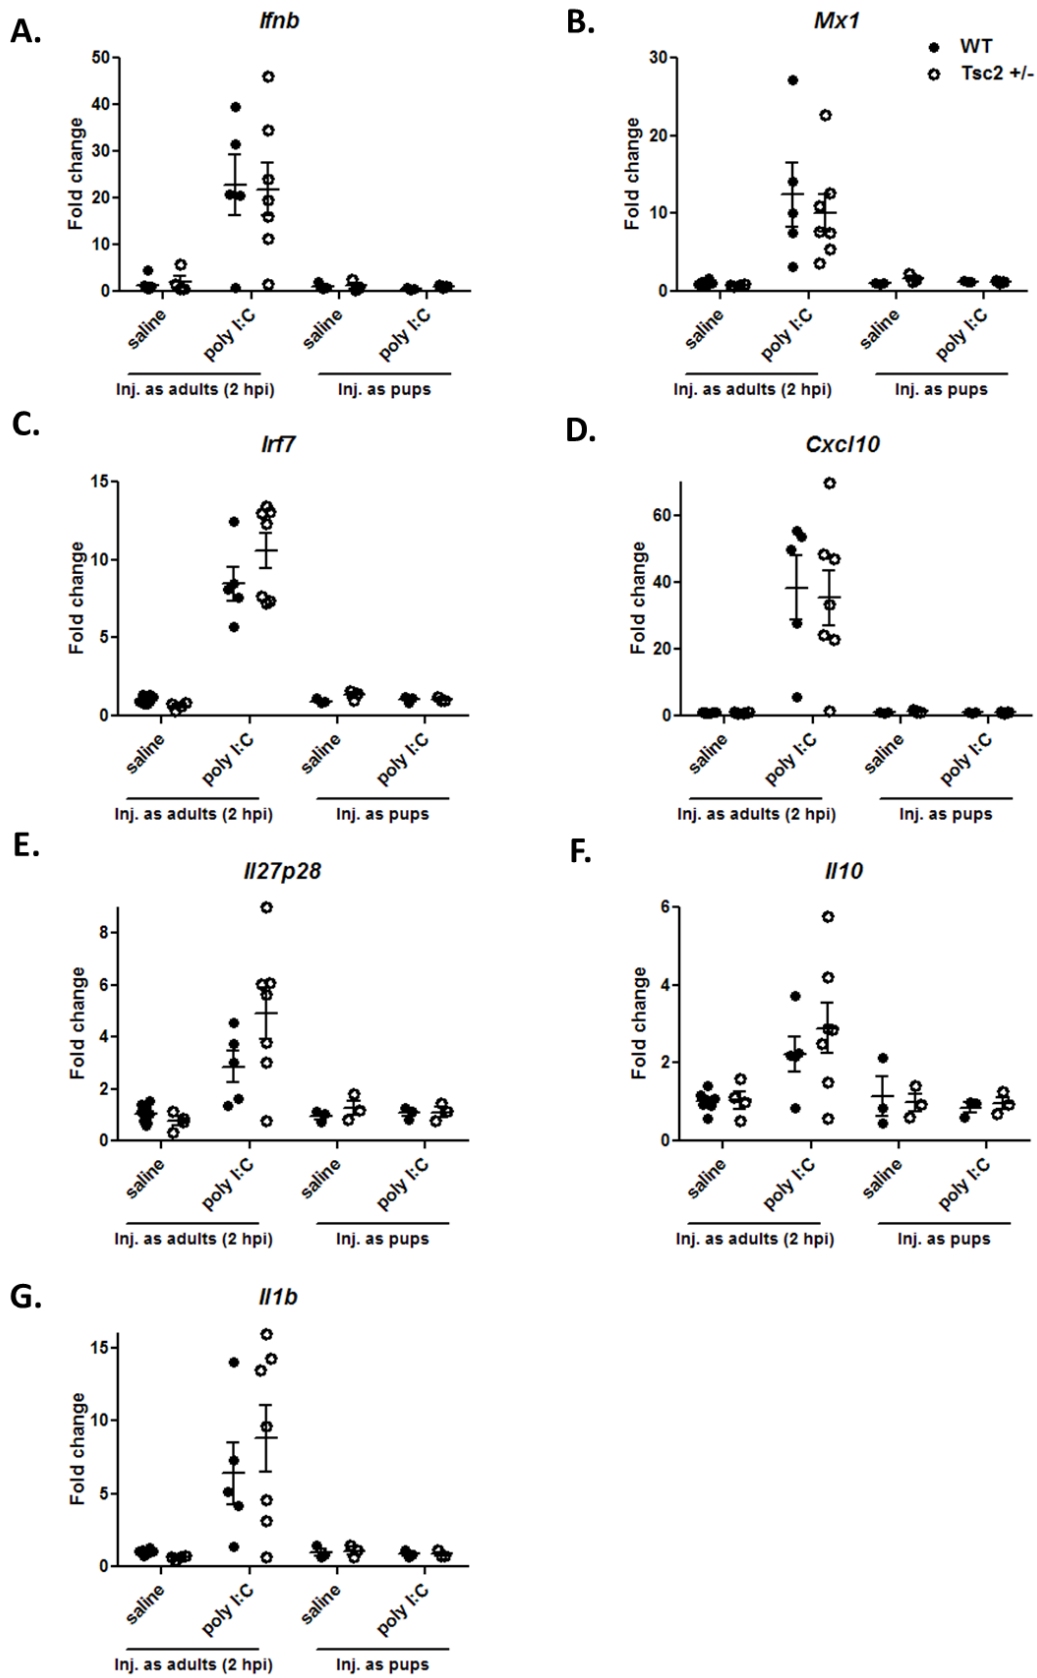 A.
Ifnb
Fold change
50
40
30
20
10
0
saline
poly I:C
saline
poly I:C
Inj. as adults (2 hpi)
Inj. as pups
B.
Mx1
WT
Tsc2 +/-
Fold change
30
20
10
0
saline
poly I:C
saline
poly I:C
Inj. as adults (2 hpi)
Inj. as pups
C.
Irf7
Fold change
15
10
5
0
saline
poly I:C
saline
poly I:C
Inj. as adults (2 hpi)
Inj. as pups
D.
Cxcl10
Fold change
60
40
20
0
saline
poly I:C
saline
poly I:C
Inj. as adults (2 hpi)
Inj. as pups
E.
Il27p28
Fold change
8
6
4
2
0
saline
poly I:C
saline
poly I:C
Inj. as adults (2 hpi)
Inj. as pups
F.
Il10
Fold change
6
4
2
0
saline
poly I:C
saline
poly I:C
Inj. as adults (2 hpi)
Inj. as pups
G.
Il1b
Fold change
15
10
5
0
saline
poly I:C
saline
poly I:C
Inj. as adults (2 hpi)
Inj. as pups